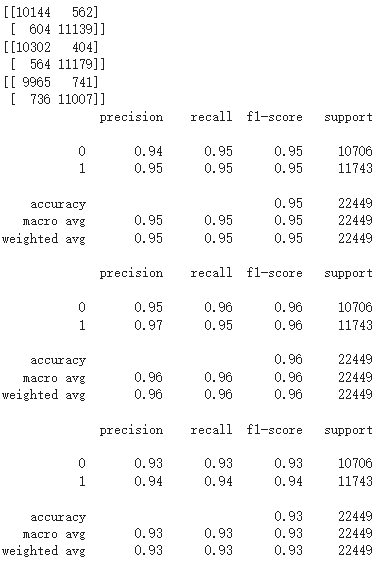 [[10144   562]
 [  604 11139]]
[[10302   404]
 [  564 11179]]
[[ 9965   741]
 [  736 11007]]
              precision    recall  f1-score   support

           0       0.94      0.95      0.95     10706
           1       0.95      0.95      0.95     11743

    accuracy                           0.95     22449
   macro avg       0.95      0.95      0.95     22449
weighted avg       0.95      0.95      0.95     22449

              precision    recall  f1-score   support

           0       0.95      0.96      0.96     10706
           1       0.97      0.95      0.96     11743

    accuracy                           0.96     22449
   macro avg       0.96      0.96      0.96     22449
weighted avg       0.96      0.96      0.96     22449

              precision    recall  f1-score   support

           0       0.93      0.93      0.93     10706
           1       0.94      0.94      0.94     11743

    accuracy                           0.93     22449
   macro avg       0.93      0.93      0.93     22449
weighted avg       0.93      0.93      0.93     22449